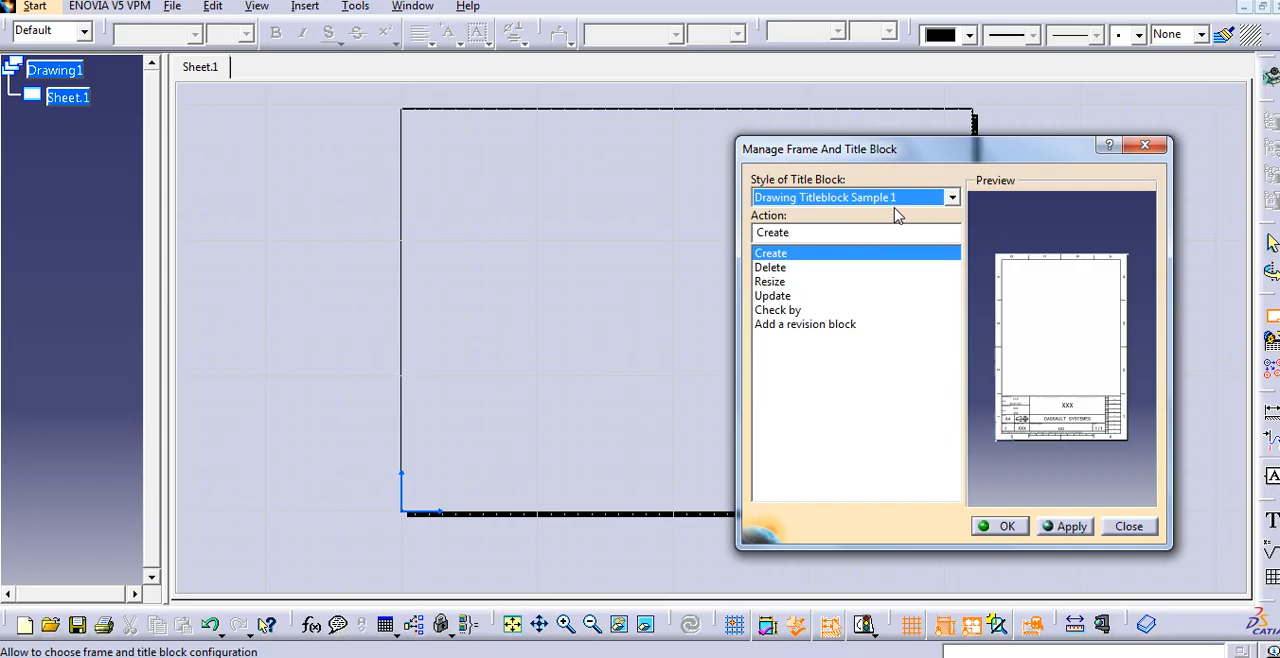 Start ENOVIA V5 VPM File Edit View Insert Tools Window Help
Default
B I S S
None
Drawing1
Sheet.1
Sheet.1
Manage Frame And Title Block
?
Style of Title Block:
Drawing Titleblock Sample 1
Action:
Create
Create
Delete
Resize
Update
Check by
Add a revision block
Preview
XXX
DASSAULT SYSTEMES
OK Apply Close
f(x)
Allow to choose frame and title block configuration
CATIA